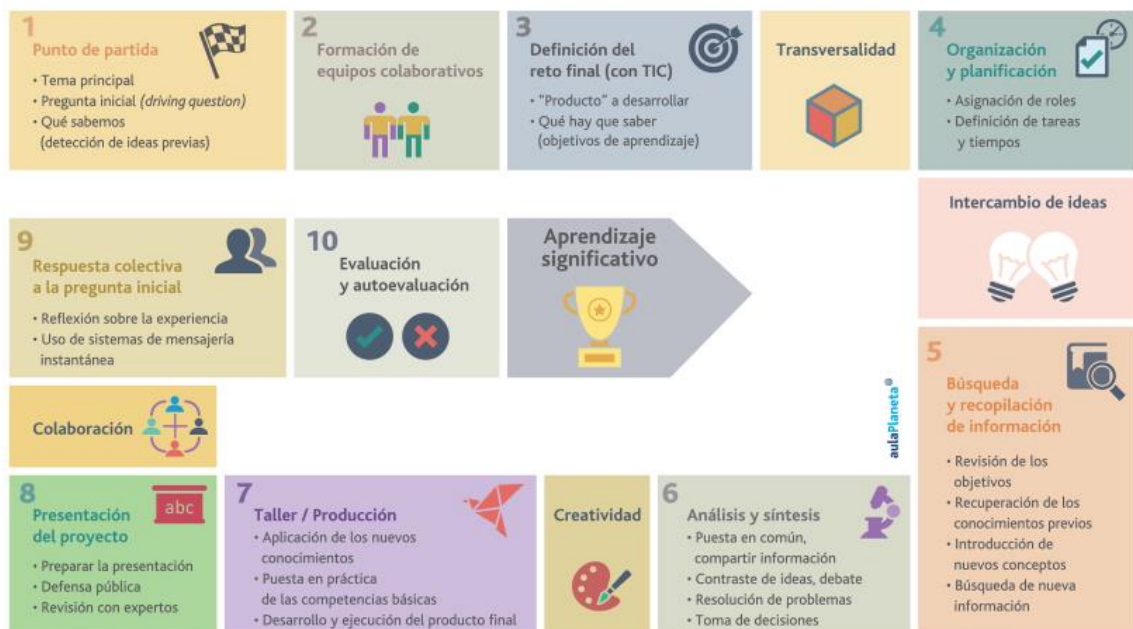 1
Punto de partida
• Tema principal
• Pregunta inicial (driving question)
• Qué sabemos
(detección de ideas previas)
2
Formación de
equipos colaborativos
3
Definición del
reto final (con TIC)
• "Producto" a desarrollar
• Qué hay que saber
(objetivos de aprendizaje)
Transversalidad
4
Organización
y planificación
• Asignación de roles
• Definición de tareas
y tiempos
Intercambio de ideas
5
Búsqueda
y recopilación
de información
• Revisión de los
objetivos
• Recuperación de los
conocimientos previos
• Introducción de
nuevos conceptos
• Búsqueda de nueva
información
6
Análisis y síntesis
• Puesta en común,
compartir información
• Contraste de ideas, debate
• Resolución de problemas
• Toma de decisiones
Creatividad
7
Taller / Producción
• Aplicación de los nuevos
conocimientos
• Puesta en práctica
de las competencias básicas
• Desarrollo y ejecución del producto final
8
abc
Presentación
del proyecto
• Preparar la presentación
• Defensa pública
• Revisión con expertos
Colaboración
9
Respuesta colectiva
a la pregunta inicial
• Reflexión sobre la experiencia
• Uso de sistemas de mensajería
instantánea
10
Evaluación
y autoevaluación
Aprendizaje
significativo
aulaPlaneta